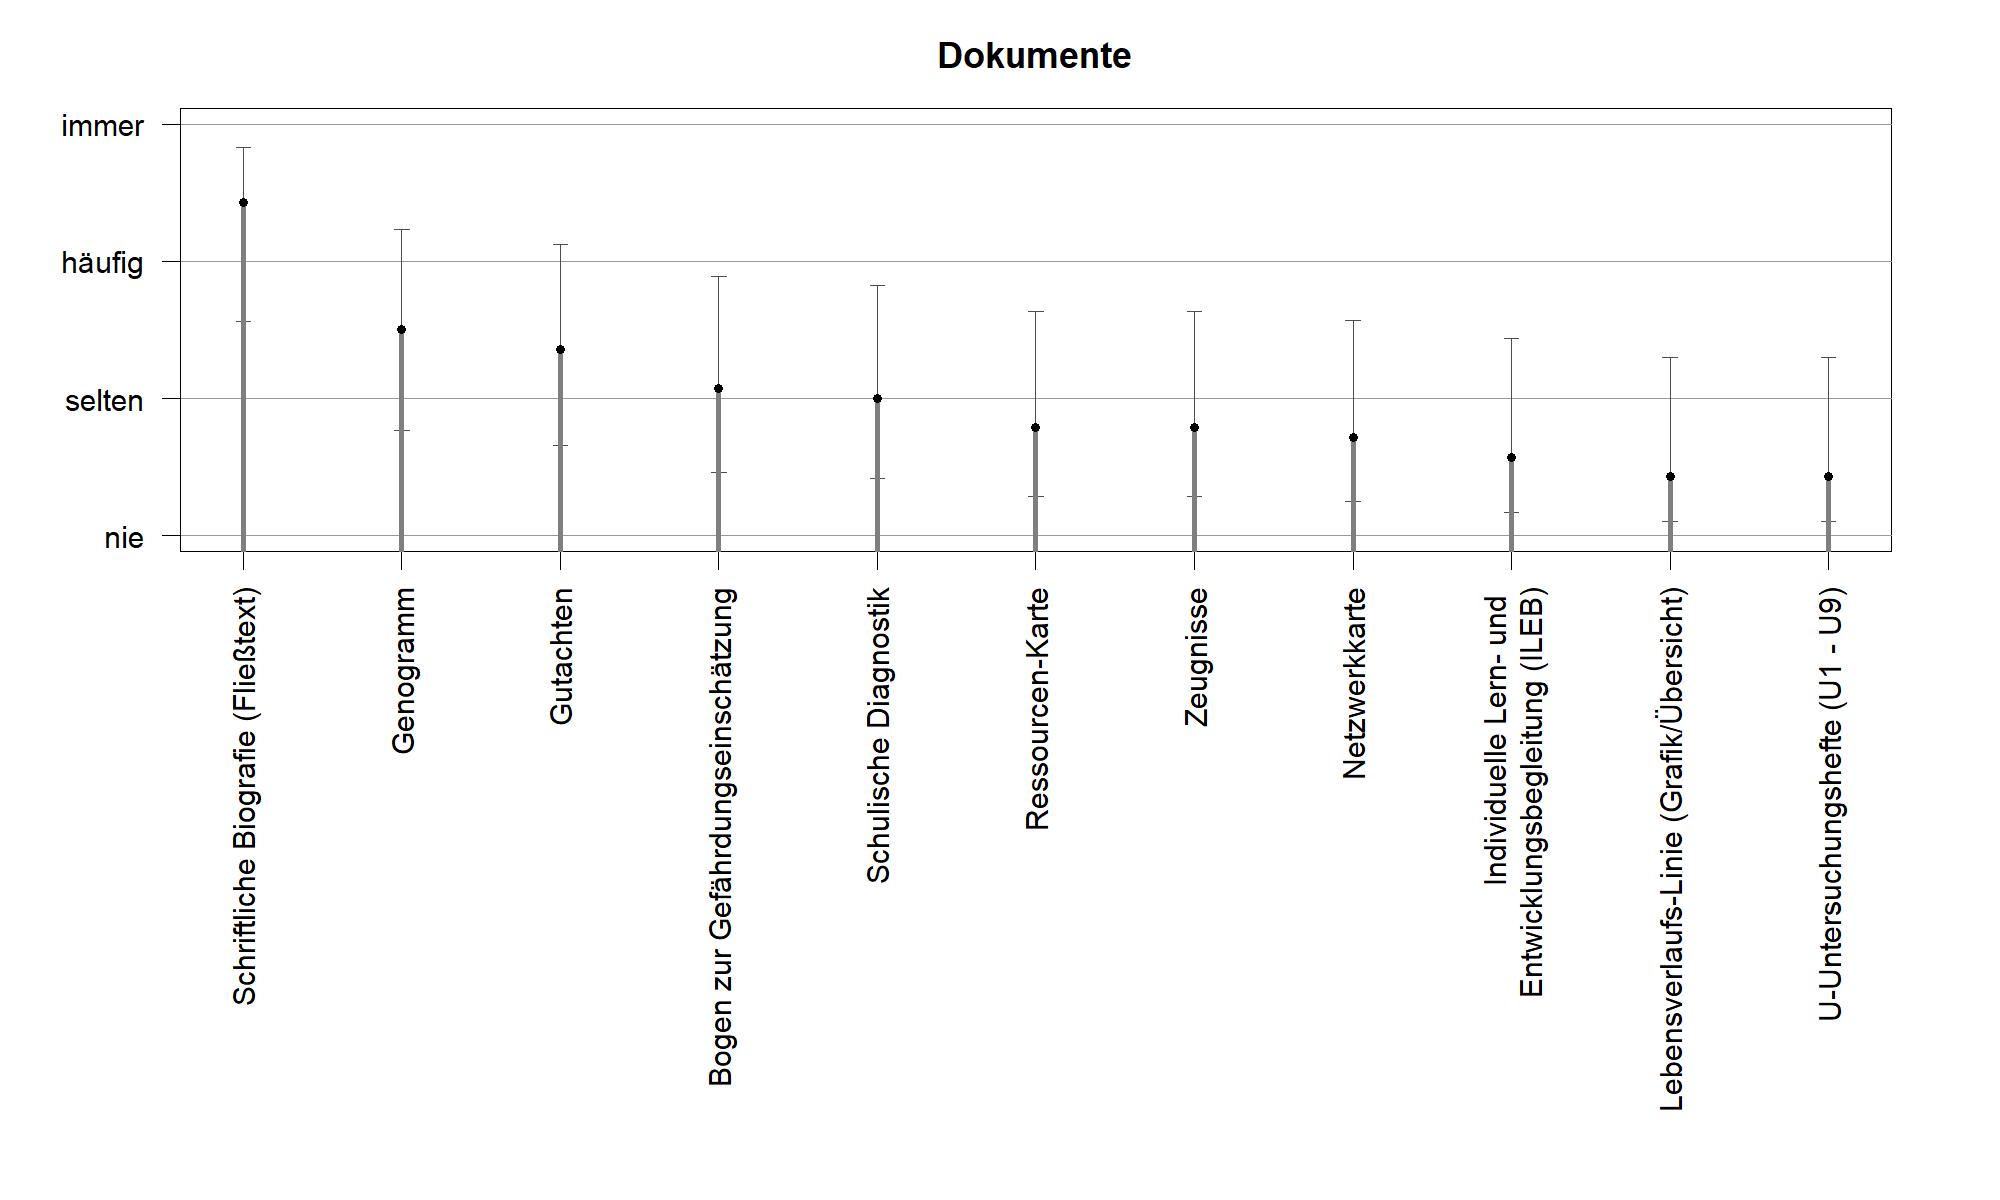 Dokumente
immer
häufig
selten
nie
Schriftliche Biografie (Fließtext)
Genogramm
Gutachten
Bogen zur Gefährdungseinschätzung
Schulische Diagnostik
Ressourcen-Karte
Zeugnisse
Netzwerkkarte
Individuelle Lern- und
Entwicklungsbegleitung (ILEB)
Lebensverlaufs-Linie (Grafik/Übersicht)
U-Untersuchungshefte (U1 - U9)